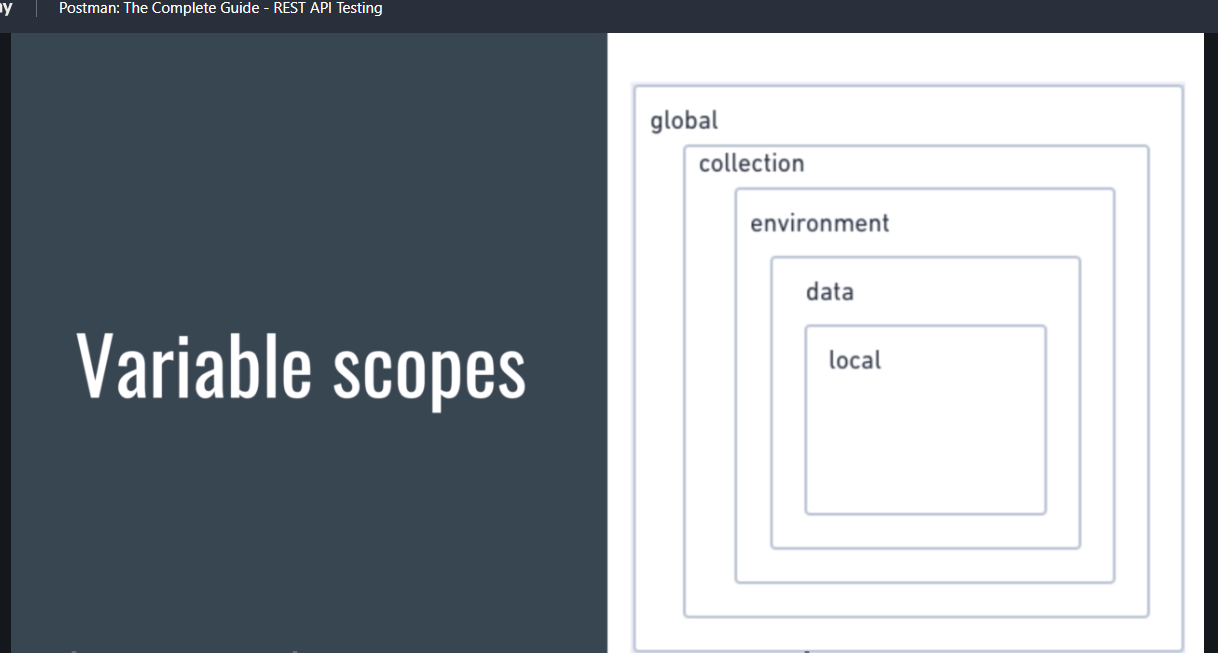 Postman: The Complete Guide - REST API Testing
Variable scopes
global
collection
environment
data
local